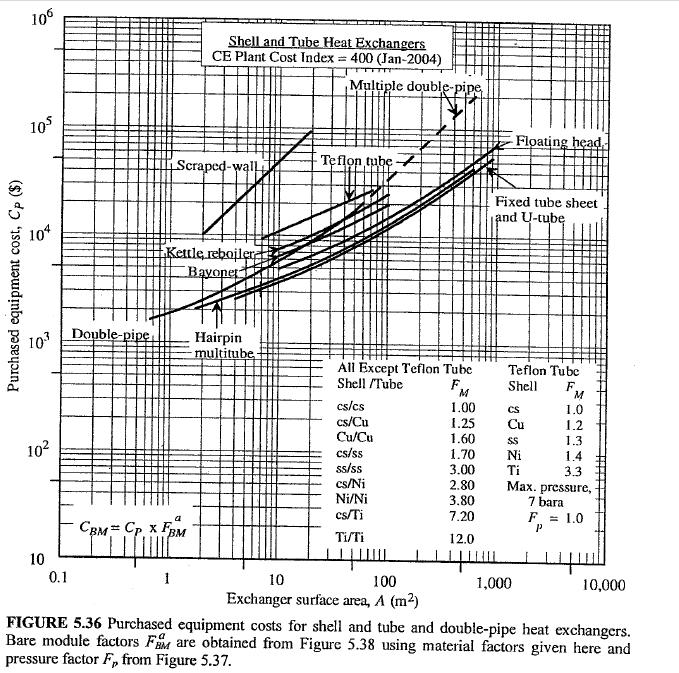 Shell and Tube Heat Exchangers
CE Plant Cost Index = 400 (Jan-2004)
Multiple double-pipe
Floating head
Scraped-wall
Teflon tube
Fixed tube sheet
and U-tube
Kettle reboiler
Bayonet
Double-pipe
Hairpin
multitube
Purchased equipment cost, C_P ($)
10^6
10^5
10^4
10^3
10^2
10
All Except Teflon Tube
Shell /Tube F_M
cs/cs 1.00
cs/Cu 1.25
Cu/Cu 1.60
cs/ss 1.70
ss/ss 3.00
cs/Ni 2.80
Ni/Ni 3.80
cs/Ti 7.20
Ti/Ti 12.0
Teflon Tube
Shell F_M
cs 1.0
Cu 1.2
ss 1.3
Ni 1.4
Ti 3.3
Max. pressure,
7 bara
F_p = 1.0
C_BM = C_P x F^a_BM
0.1 1 10 100 1,000 10,000
Exchanger surface area, A (m²)
FIGURE 5.36 Purchased equipment costs for shell and tube and double-pipe heat exchangers.
Bare module factors F^a_BM are obtained from Figure 5.38 using material factors given here and
pressure factor F_p from Figure 5.37.